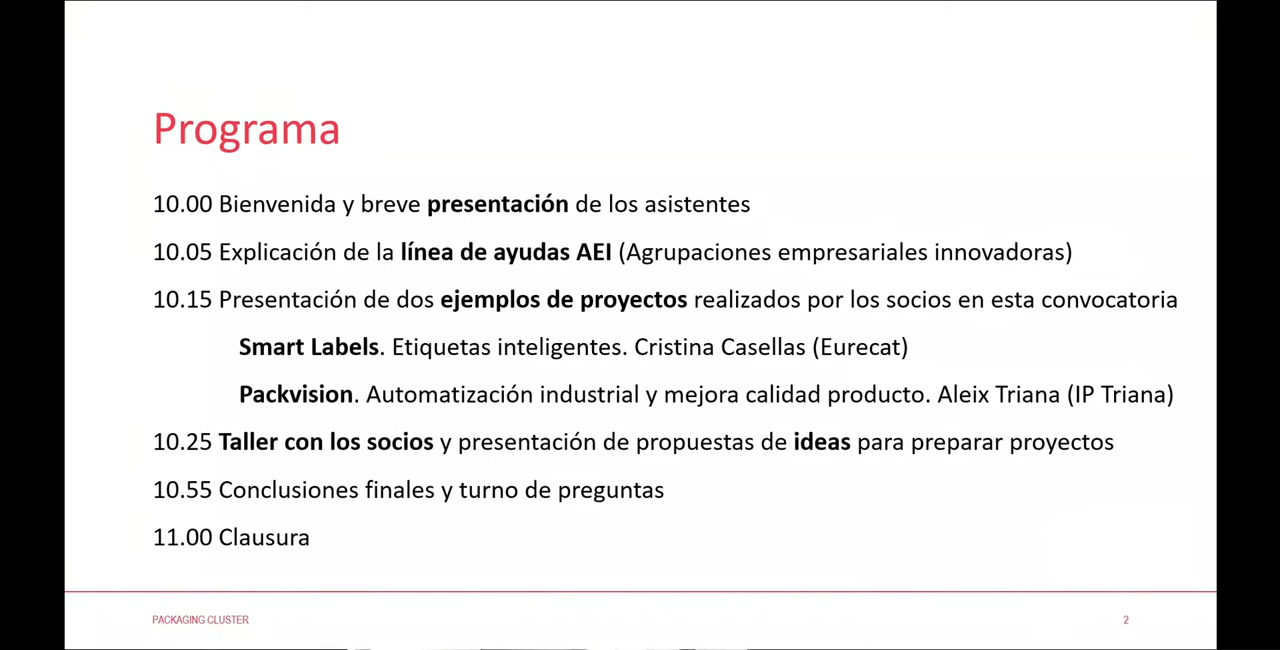 Programa
10.00 Bienvenida y breve presentación de los asistentes
10.05 Explicación de la línea de ayudas AEI (Agrupaciones empresariales innovadoras)
10.15 Presentación de dos ejemplos de proyectos realizados por los socios en esta convocatoria
Smart Labels. Etiquetas inteligentes. Cristina Casellas (Eurecat)
Packvision. Automatización industrial y mejora calidad producto. Aleix Triana (IP Triana)
10.25 Taller con los socios y presentación de propuestas de ideas para preparar proyectos
10.55 Conclusiones finales y turno de preguntas
11.00 Clausura
PACKAGING CLUSTER
2